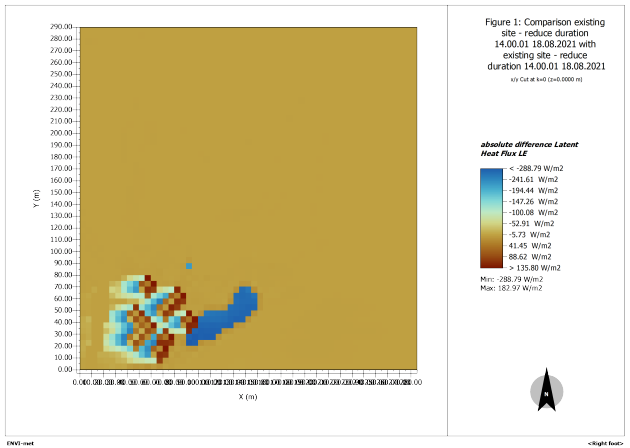 Figure 1: Comparison existing
site - reduce duration
14.00.01 18.08.2021 with
existing site - reduce
duration 14.00.01 18.08.2021
x/y Cut at k=0 (z=0.0000 m)
absolute difference Latent
Heat Flux LE
< -288.79 W/m2
-241.61 W/m2
-194.44 W/m2
-147.26 W/m2
-100.08 W/m2
-52.91 W/m2
-5.73 W/m2
41.45 W/m2
88.62 W/m2
> 135.80 W/m2
Min: -288.79 W/m2
Max: 182.97 W/m2
N
Y (m)
290.00
280.00
270.00
260.00
250.00
240.00
230.00
220.00
210.00
200.00
190.00
180.00
170.00
160.00
150.00
140.00
130.00
120.00
110.00
100.00
90.00
80.00
70.00
60.00
50.00
40.00
30.00
20.00
10.00
0.00
X (m)
ENVI-met
<Right foot>